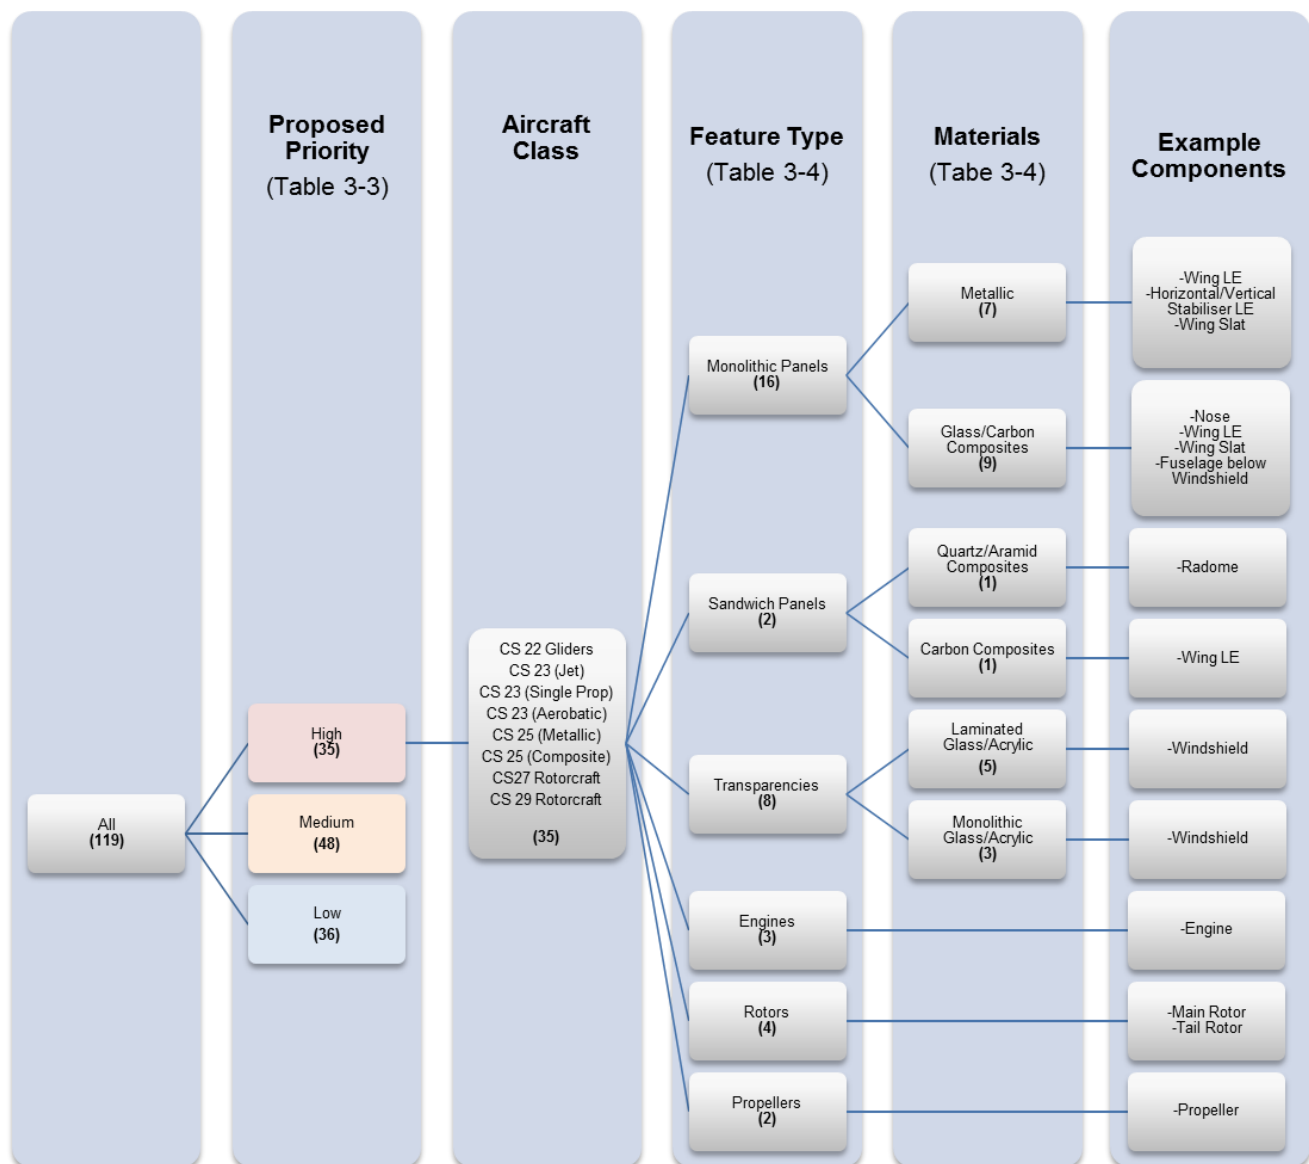 Proposed
Priority
(Table 3-3)
Aircraft
Class
Feature Type
(Table 3-4)
Materials
(Tabe 3-4)
Example
Components
All
(119)
High
(35)
Medium
(48)
Low
(36)
CS 22 Gliders
CS 23 (Jet)
CS 23 (Single Prop)
CS 23 (Aerobatic)
CS 25 (Metallic)
CS 25 (Composite)
CS27 Rotorcraft
CS 29 Rotorcraft
(35)
Monolithic Panels
(16)
Sandwich Panels
(2)
Transparencies
(8)
Engines
(3)
Rotors
(4)
Propellers
(2)
Metallic
(7)
Glass/Carbon
Composites
(9)
Quartz/Aramid
Composites
(1)
Carbon Composites
(1)
Laminated
Glass/Acrylic
(5)
Monolithic
Glass/Acrylic
(3)
-Wing LE
-Horizontal/Vertical
Stabiliser LE
-Wing Slat
-Nose
-Wing LE
-Wing Slat
-Fuselage below
Windshield
-Radome
-Wing LE
-Windshield
-Windshield
-Engine
-Main Rotor
-Tail Rotor
-Propeller